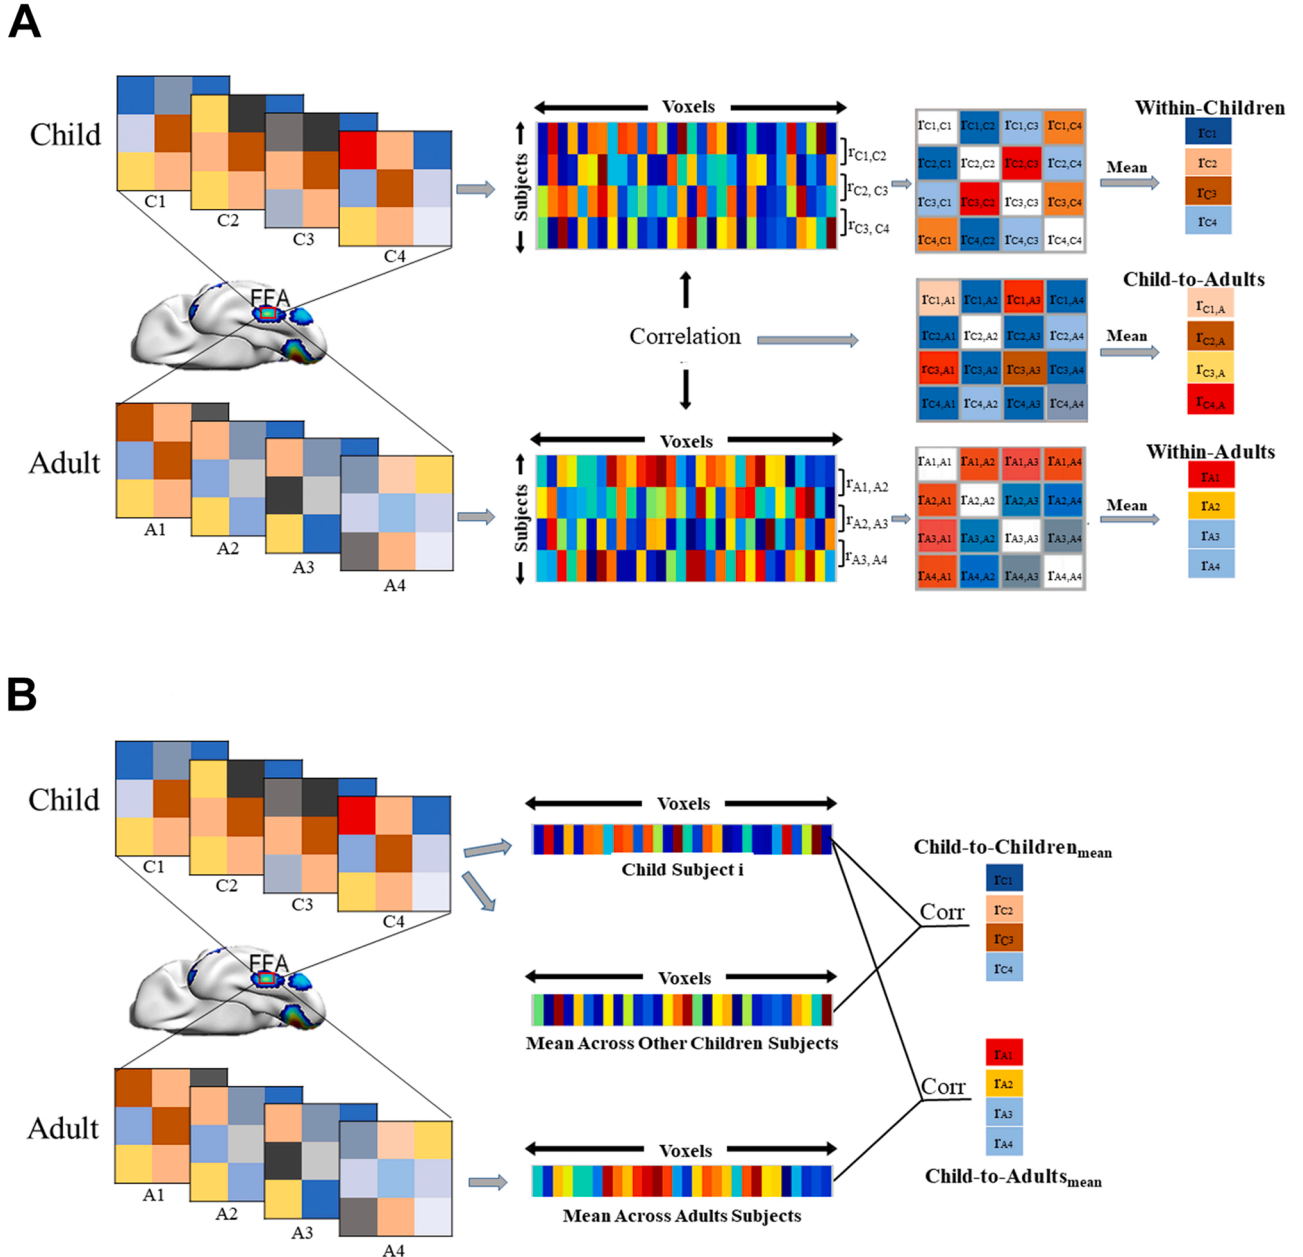 A
Child
C1
C2
C3
C4
FFA
Adult
A1
A2
A3
A4
Voxels
Subjects
rC1,C2
rC2, C3
rC3, C4
Correlation
Voxels
Subjects
rA1, A2
rA2, A3
rA3, A4
rC1,C1 rC1,C2 rC1,C3 rC1,C4
rC2,C1 rC2,C2 rC2,C3 rC2,C4
rC3,C1 rC3,C2 rC3,C3 rC3,C4
rC4,C1 rC4,C2 rC4,C3 rC4,C4
Mean
Within-Children
rC1
rC2
rC3
rC4
rC1,A1 rC1,A2 rC1,A3 rC1,A4
rC2,A1 rC2,A2 rC2,A3 rC2,A4
rC3,A1 rC3,A2 rC3,A3 rC3,A4
rC4,A1 rC4,A2 rC4,A3 rC4,A4
Mean
Child-to-Adults
rC1,A
rC2,A
rC3,A
rC4,A
rA1,A1 rA1,A2 rA1,A3 rA1,A4
rA2,A1 rA2,A2 rA2,A3 rA2,A4
rA3,A1 rA3,A2 rA3,A3 rA3,A4
rA4,A1 rA4,A2 rA4,A3 rA4,A4
Mean
Within-Adults
rA1
rA2
rA3
rA4
B
Child
C1
C2
C3
C4
FFA
Adult
A1
A2
A3
A4
Voxels
Child Subject i
Voxels
Mean Across Other Children Subjects
Voxels
Mean Across Adults Subjects
Corr
Child-to-Childrenmean
rC1
rC2
rC3
rC4
Corr
rA1
rA2
rA3
rA4
Child-to-Adultsmean